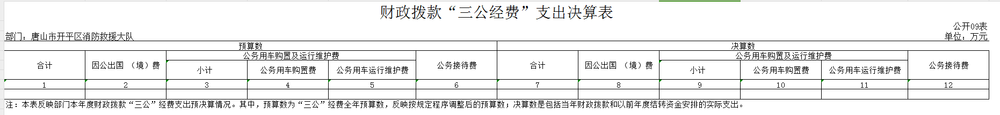 财政拨款“三公经费”支出决算表
公开09表
部门：唐山市开平区消防救援大队 单位：万元
预算数 决算数
合计 因公出国 （境）费 公务用车购置及运行维护费 公务接待费 合计 因公出国 （境）费 公务用车购置及运行维护费 公务接待费
小计 公务用车购置费 公务用车运行维护费 小计 公务用车购置费 公务用车运行维护费
1 2 3 4 5 6 7 8 9 10 11 12
注：本表反映部门本年度财政拨款“三公”经费支出预决算情况。其中，预算数为“三公”经费全年预算数，反映按规定程序调整后的预算数；决算数是包括当年财政拨款和以前年度结转资金安排的实际支出。